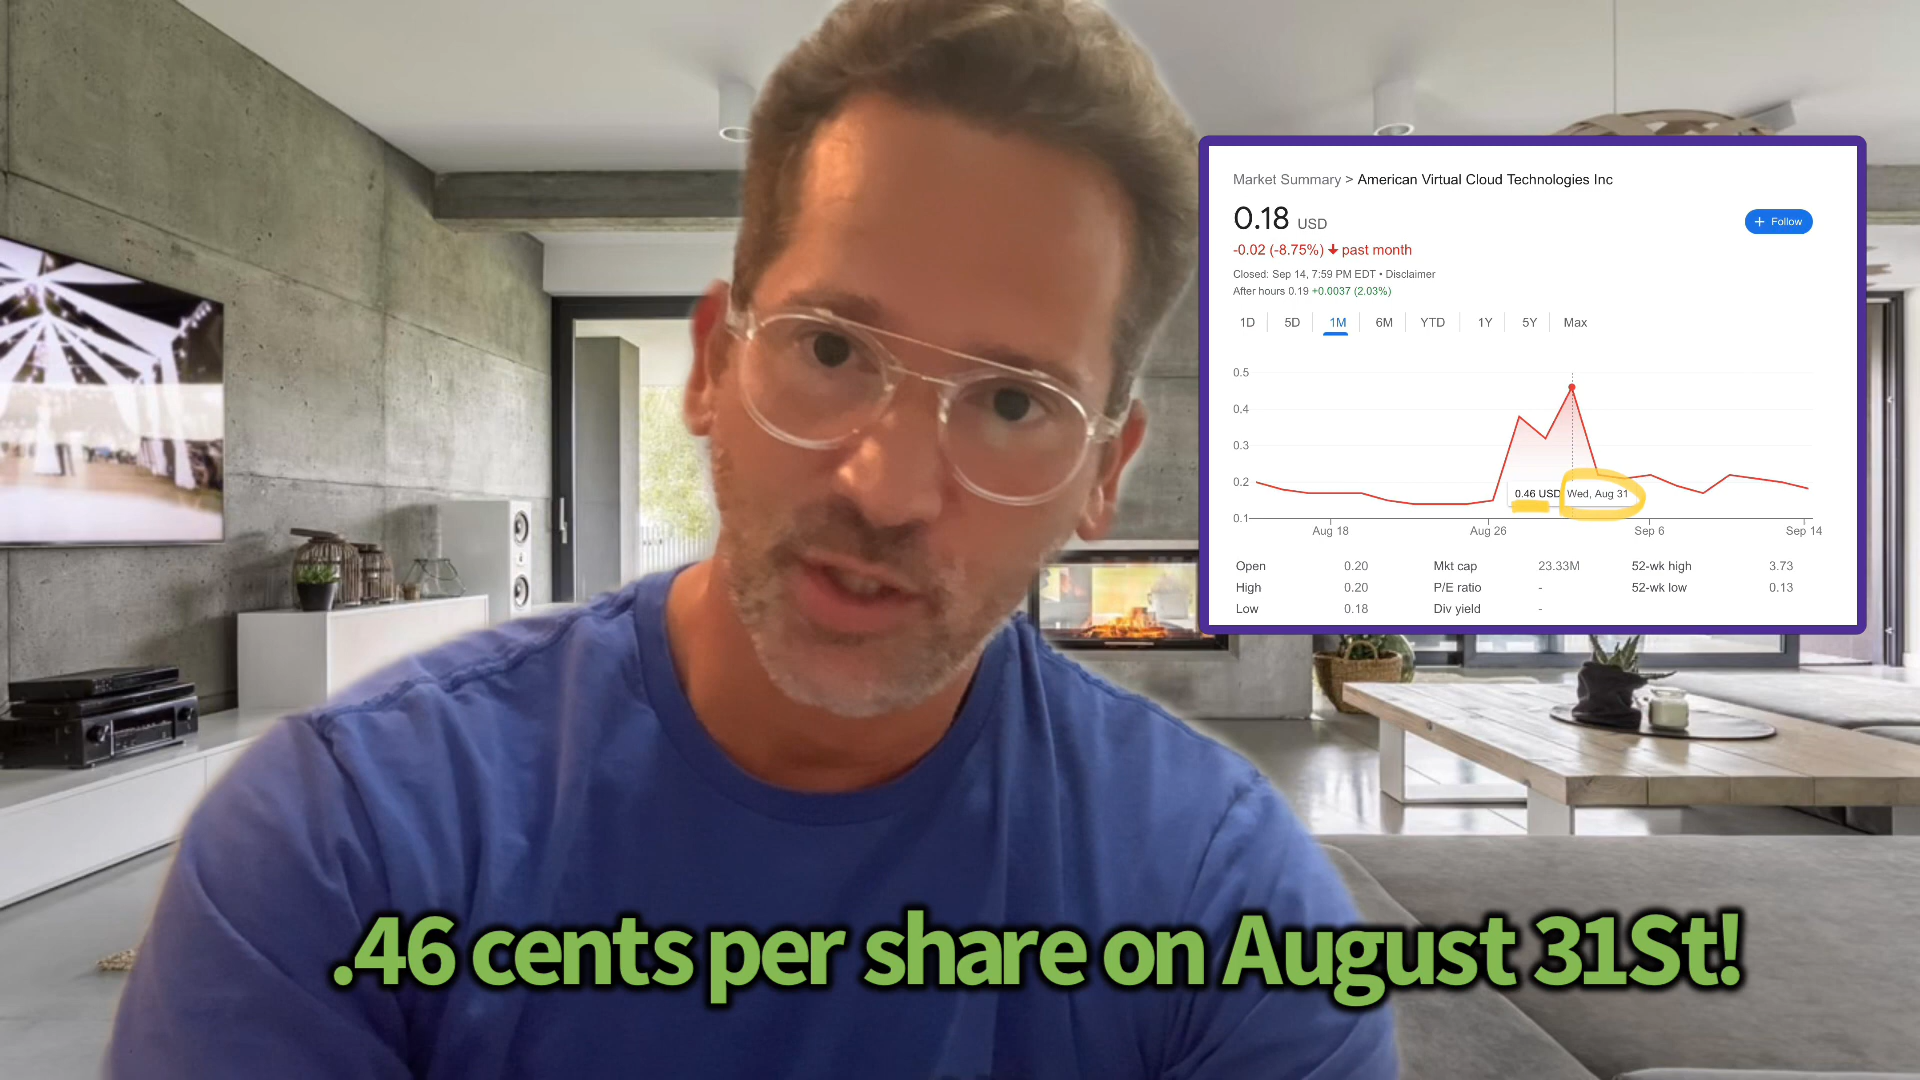 Market Summary > American Virtual Cloud Technologies Inc
0.18 USD
+ Follow
-0.02 (-8.75%) ↓ past month
Closed: Sep 14, 7:59 PM EDT • Disclaimer
After hours 0.19 +0.0037 (2.03%)
1D 5D 1M 6M YTD 1Y 5Y Max
0.5
0.4
0.3
0.2
0.46 USD Wed, Aug 31
0.1
Aug 18 Aug 26 Sep 6 Sep 14
Open 0.20 Mkt cap 23.33M 52-wk high 3.73
High 0.20 P/E ratio - 52-wk low 0.13
Low 0.18 Div yield -
.46 cents per share on August 31St!